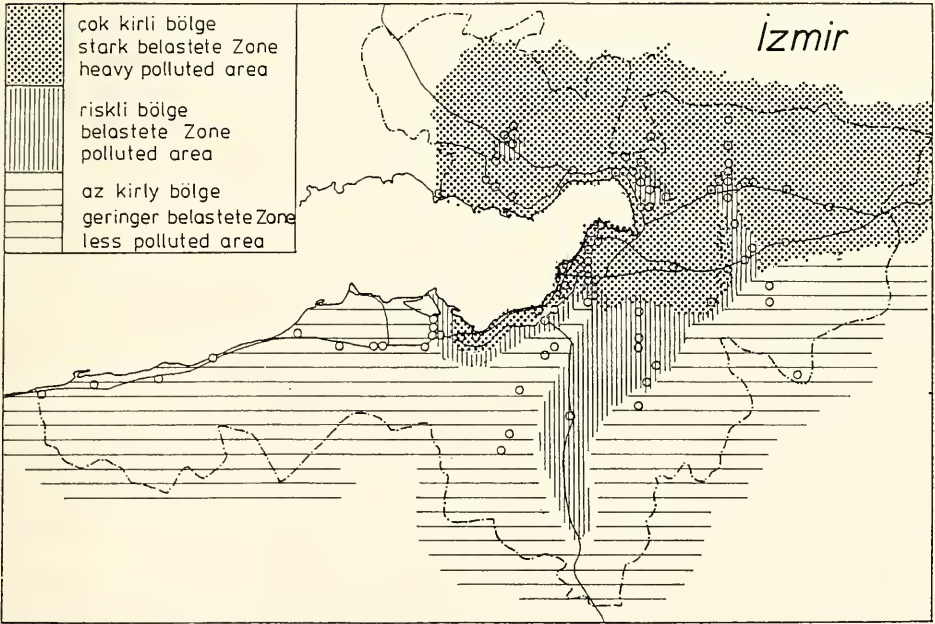 çok kirli bölge
stark belastete Zone
heavy polluted area
riskli bölge
belastete Zone
polluted area
az kirly bölge
geringer belastete Zone
less polluted area
İzmir